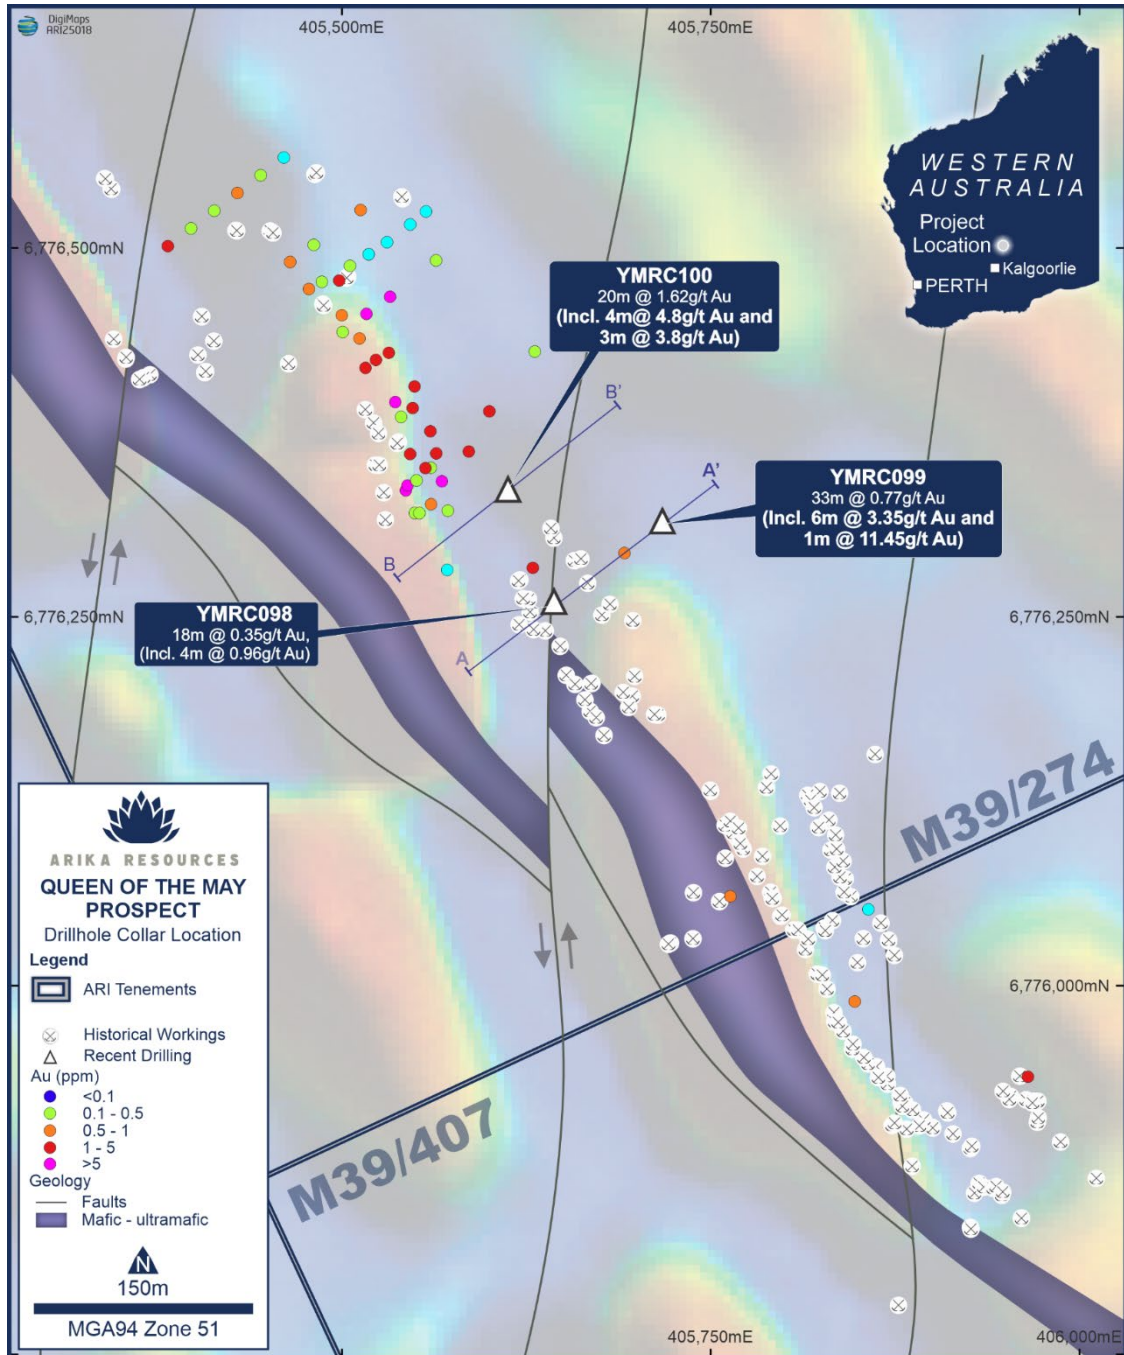 DigiMaps
ARI25018
405,500mE
405,750mE
WESTERN
AUSTRALIA
Project
Location
Kalgoorlie
PERTH
6,776,500mN
YMRC100
20m @ 1.62g/t Au
(Incl. 4m@ 4.8g/t Au and
3m @ 3.8g/t Au)
B'
A'
YMRC099
33m @ 0.77g/t Au
(Incl. 6m @ 3.35g/t Au and
1m @ 11.45g/t Au)
B
6,776,250mN
6,776,250mN
YMRC098
18m @ 0.35g/t Au,
(Incl. 4m @ 0.96g/t Au)
A
M39/274
ARIKA RESOURCES
QUEEN OF THE MAY
PROSPECT
Drillhole Collar Location
Legend
ARI Tenements
Historical Workings
Recent Drilling
Au (ppm)
<0.1
0.1 - 0.5
0.5 - 1
1 - 5
>5
Geology
Faults
Mafic - ultramafic
N
150m
MGA94 Zone 51
6,776,000mN
M39/407
405,750mE
406,000mE